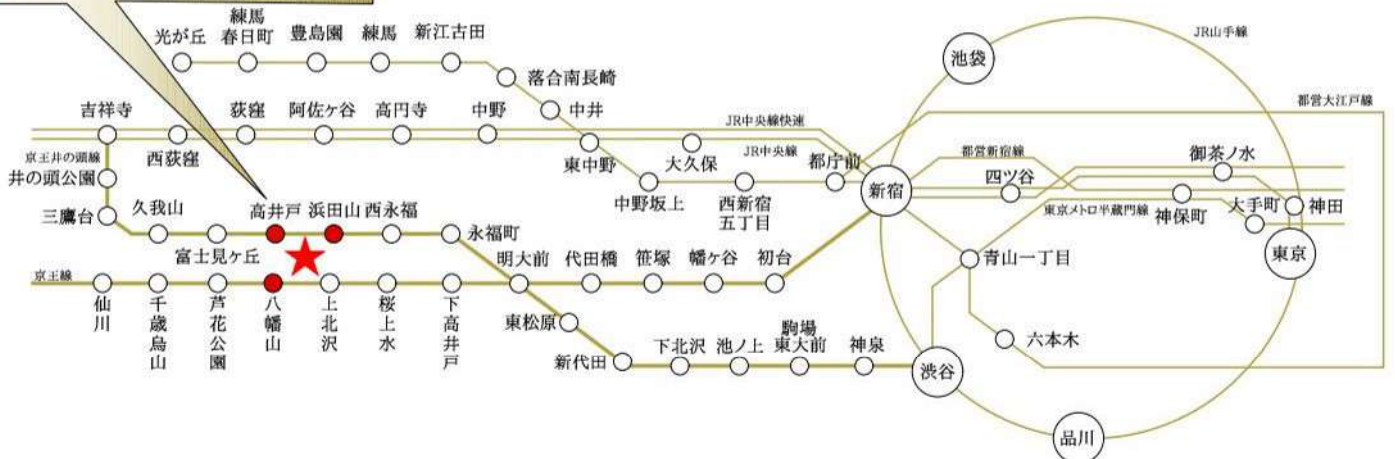 JR山手線
練馬
春日町
光が丘
豊島園
練馬
新江古田
池袋
落合南長崎
都営大江戸線
吉祥寺
荻窪
阿佐ヶ谷
高円寺
中野
中井
JR中央線快速
京王井の頭線
西荻窪
東中野
大久保
JR中央線
都庁前
都営新宿線
御茶ノ水
井の頭公園
新宿
四ツ谷
中野坂上
西新宿
五丁目
東京メトロ半蔵門線
神保町
大手町
神田
三鷹台
久我山
高井戸
浜田山
西永福
永福町
富士見ヶ丘
東京
青山一丁目
京王線
明大前
代田橋
笹塚
幡ヶ谷
初台
仙川
千歳烏山
芦花公園
八幡山
上北沢
桜上水
下高井戸
東松原
新代田
下北沢
池ノ上
駒場
東大前
神泉
渋谷
六本木
品川